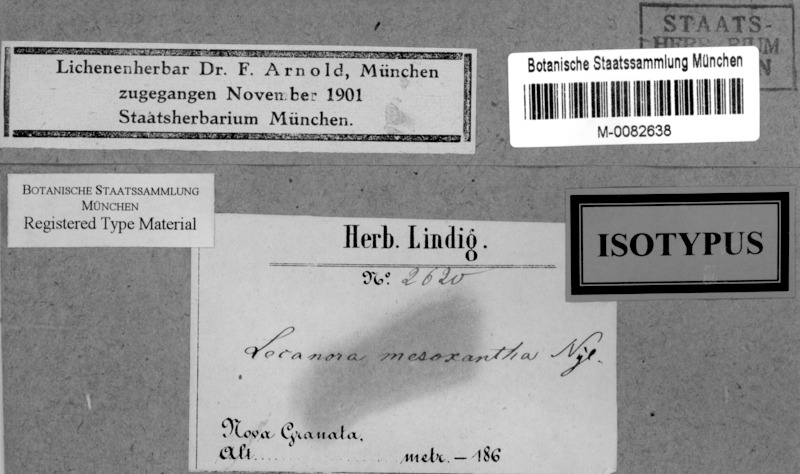 Lichenenherbar Dr. F. Arnold, München
zugegangen November 1901
Staatsherbarium München.
STAATS-
Botanische Staatssammlung München
M-0082638
BOTANISCHE STAATSSAMMLUNG
MÜNCHEN
Registered Type Material
ISOTYPUS
Herb. Lindig.
No. 2620
Lecanora mesoxantha Nyl.
Nova Granata.
Alt. metr. - 186